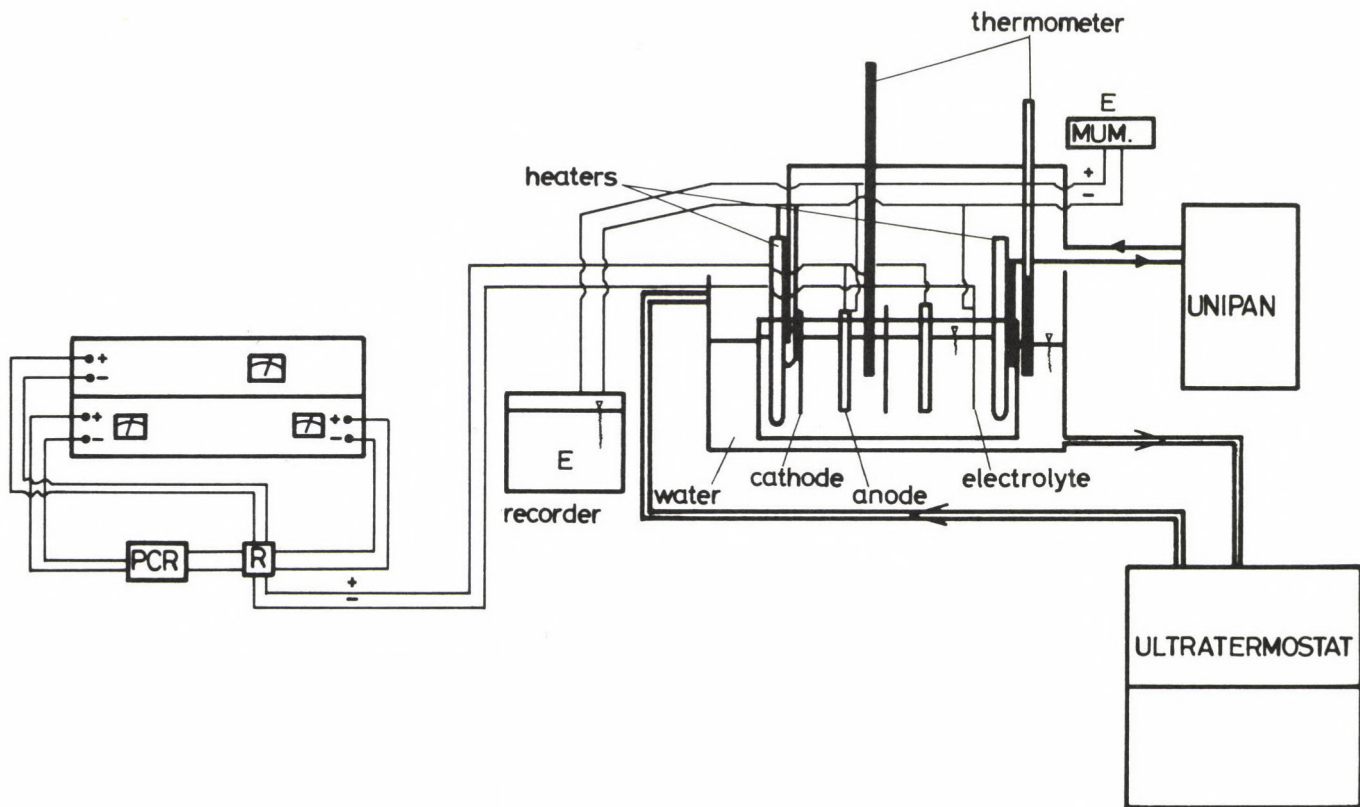 thermometer
E
MUM.
+
-
heaters
UNIPAN
+
-
+
-
+
-
E
recorder
water
cathode
anode
electrolyte
PCR
R
+
-
ULTRATERMOSTAT